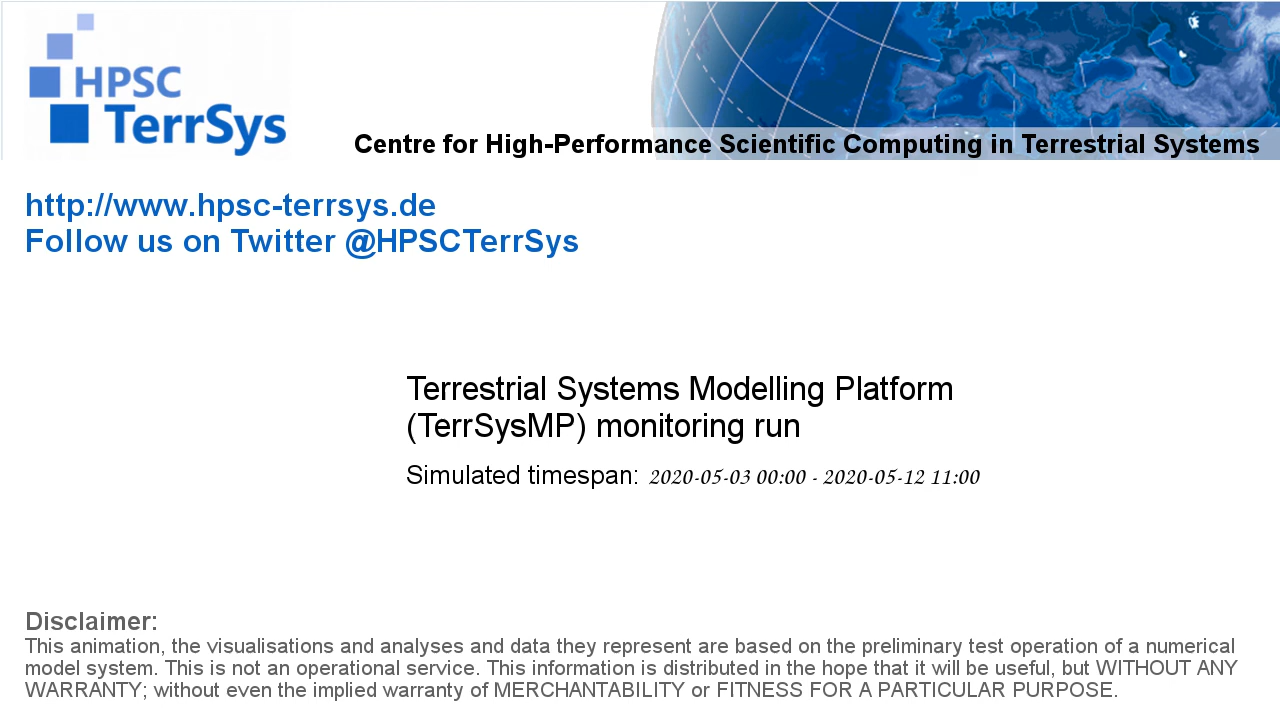 HPSC
TerrSys
Centre for High-Performance Scientific Computing in Terrestrial Systems
http://www.hpsc-terrsys.de
Follow us on Twitter @HPSCTerrSys
Terrestrial Systems Modelling Platform
(TerrSysMP) monitoring run
Simulated timespan: 2020-05-03 00:00 - 2020-05-12 11:00
Disclaimer:
This animation, the visualisations and analyses and data they represent are based on the preliminary test operation of a numerical
model system. This is not an operational service. This information is distributed in the hope that it will be useful, but WITHOUT ANY
WARRANTY; without even the implied warranty of MERCHANTABILITY or FITNESS FOR A PARTICULAR PURPOSE.